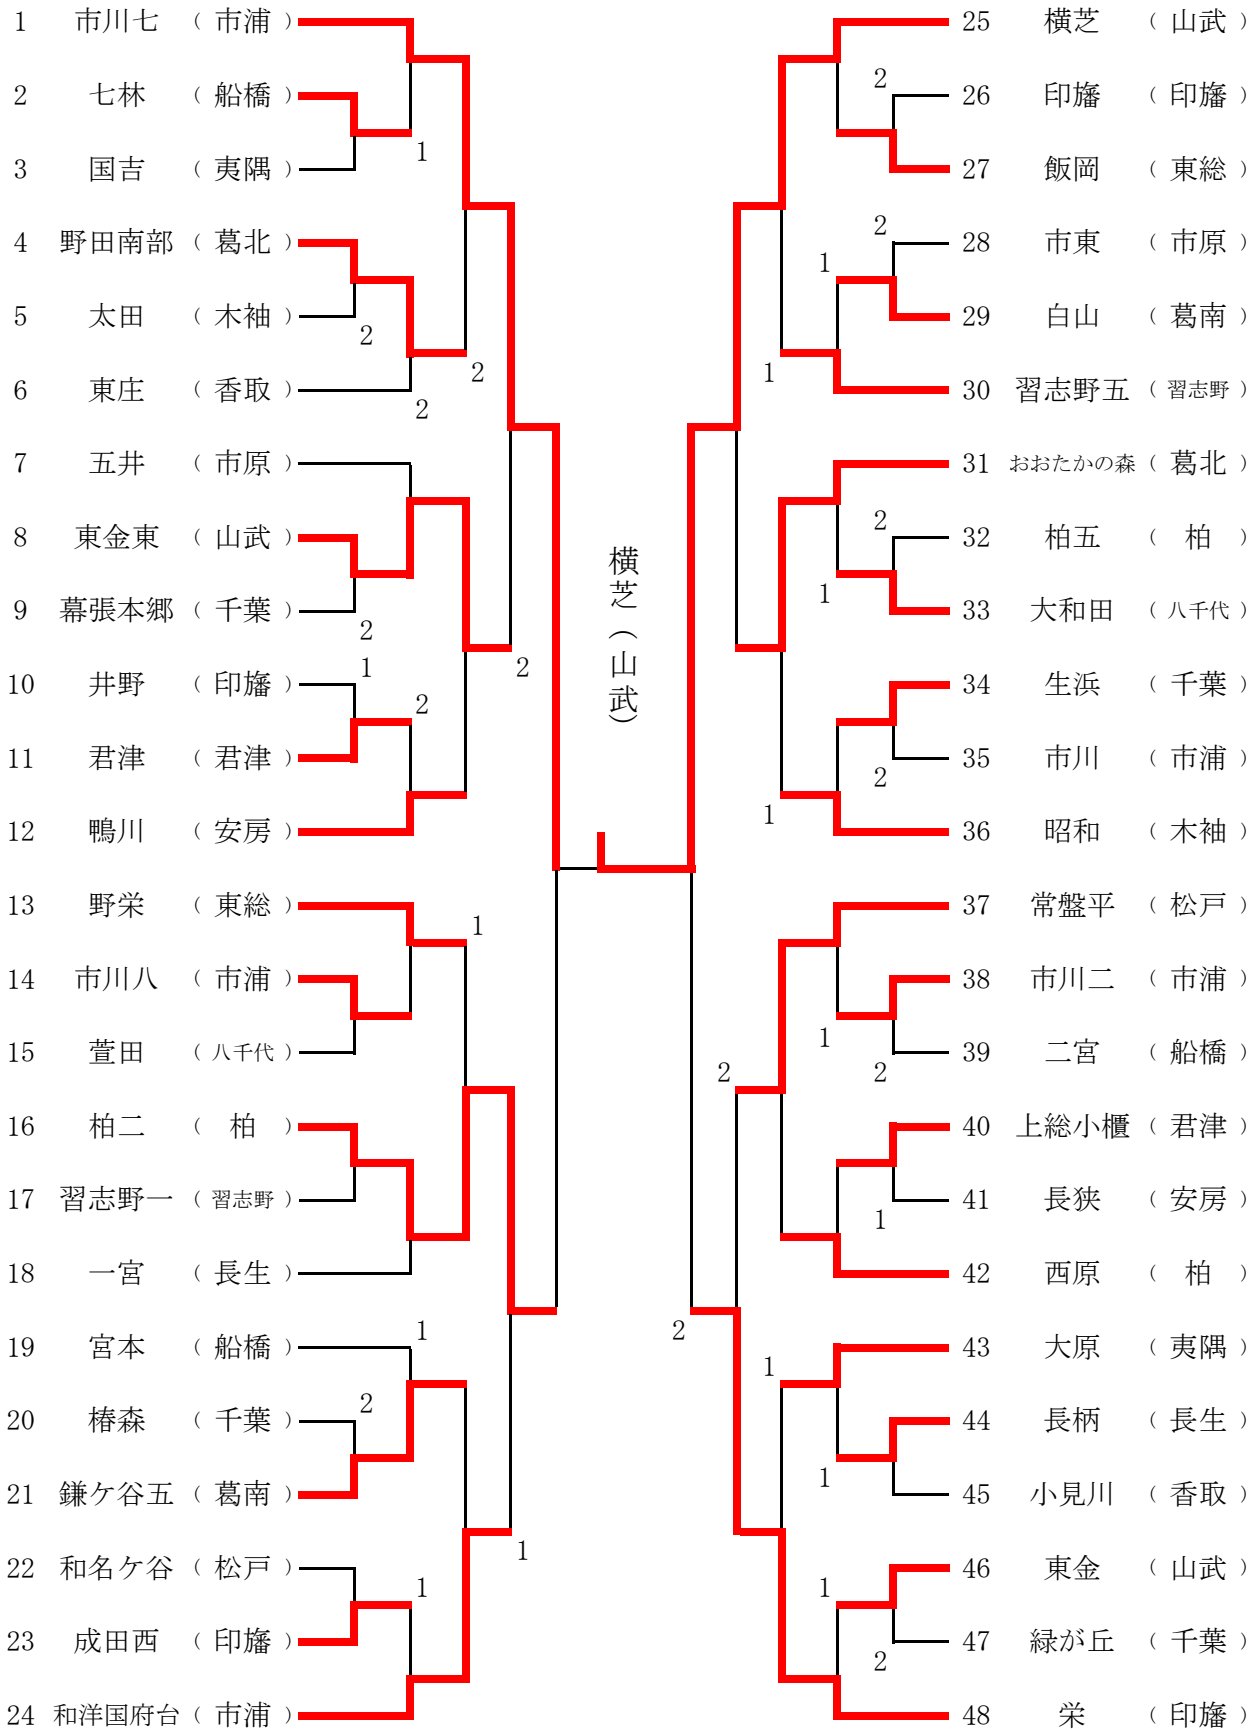 1 市川七 （ 市浦 ）
2 七林 （ 船橋 ）
1
3 国吉 （ 夷隅 ）
4 野田南部 （ 葛北 ）
5 太田 （ 木袖 ）
2
2
6 東庄 （ 香取 ）
2
7 五井 （ 市原 ）
8 東金東 （ 山武 ）
9 幕張本郷 （ 千葉 ）
2
1
2
10 井野 （ 印旛 ）
2
11 君津 （ 君津 ）
12 鴨川 （ 安房 ）
13 野栄 （ 東総 ）
1
14 市川八 （ 市浦 ）
15 萱田 （ 八千代 ）
16 柏二 （ 柏 ）
17 習志野一 （ 習志野 ）
18 一宮 （ 長生 ）
19 宮本 （ 船橋 ）
1
2
20 椿森 （ 千葉 ）
21 鎌ケ谷五 （ 葛南 ）
1
22 和名ケ谷 （ 松戸 ）
1
23 成田西 （ 印旛 ）
24 和洋国府台 （ 市浦 ）
横芝（山武）
25 横芝 （ 山武 ）
2
26 印旛 （ 印旛 ）
27 飯岡 （ 東総 ）
2
28 市東 （ 市原 ）
1
29 白山 （ 葛南 ）
1
30 習志野五 （ 習志野 ）
31 おおたかの森 （ 葛北 ）
2
32 柏五 （ 柏 ）
1
33 大和田 （ 八千代 ）
34 生浜 （ 千葉 ）
35 市川 （ 市浦 ）
2
1
36 昭和 （ 木袖 ）
37 常盤平 （ 松戸 ）
38 市川二 （ 市浦 ）
1
39 二宮 （ 船橋 ）
2
2
40 上総小櫃 （ 君津 ）
41 長狭 （ 安房 ）
1
42 西原 （ 柏 ）
2
43 大原 （ 夷隅 ）
1
44 長柄 （ 長生 ）
1
45 小見川 （ 香取 ）
46 東金 （ 山武 ）
1
47 緑が丘 （ 千葉 ）
2
48 栄 （ 印旛 ）